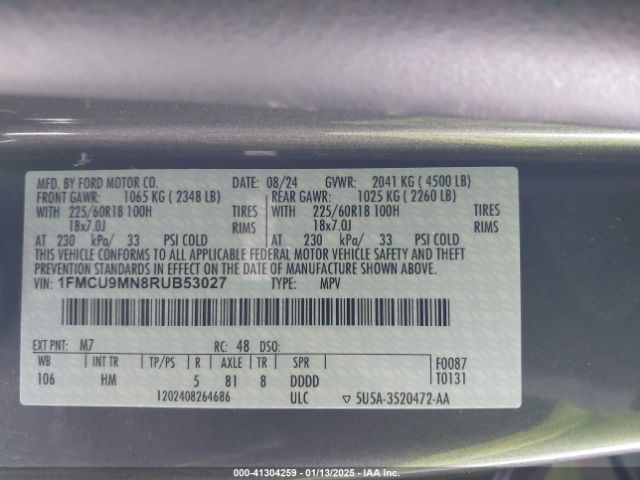 MFD. BY FORD MOTOR CO. DATE: 08/24 GVWR: 2041 KG ( 4500 LB)
FRONT GAWR: 1065 KG ( 2348 LB) REAR GAWR: 1025 KG ( 2260 LB)
WITH 225/60R18 100H TIRES WITH 225/60R18 100H TIRES
18x7.0J RIMS 18x7.0J RIMS
AT 230 kPa/ 33 PSI COLD AT 230 kPa/ 33 PSI COLD
THIS VEHICLE CONFORMS TO ALL APPLICABLE FEDERAL MOTOR VEHICLE SAFETY AND THEFT
PREVENTION STANDARDS IN EFFECT ON THE DATE OF MANUFACTURE SHOWN ABOVE.
VIN: 1FMCU9MN8RUB53027 TYPE: MPV
EXT PNT: M7 RC: 48 DSO:
WB INT TR TP/PS R AXLE TR SPR F0087
106 HM 5 81 8 DDDD T0131
1202408264686 ULC ▽ 5U5A-3520472-AA
000-41304259 - 01/13/2025 - IAA Inc.